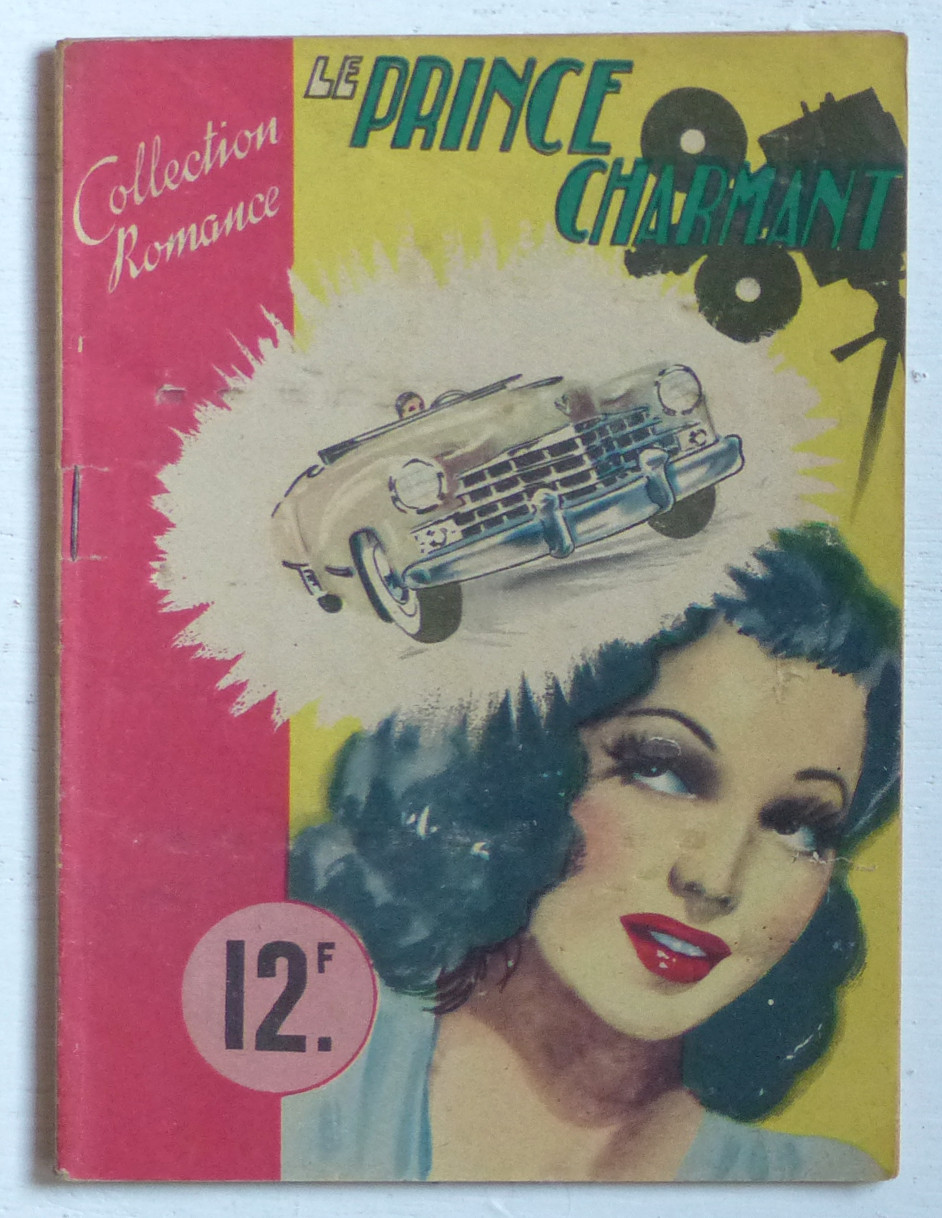 Collection
Romance
LE PRINCE
CHARMANT
12F.